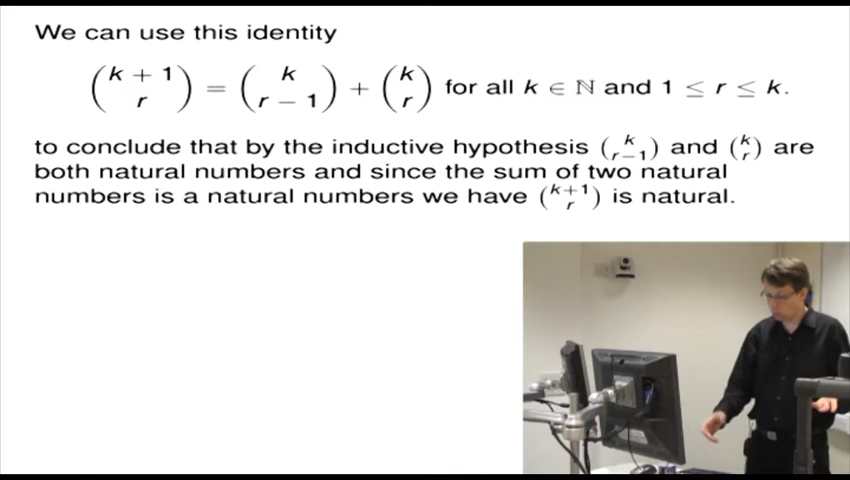 We can use this identity
(k + 1 r) = (k r − 1) + (k r) for all k ∈ ℕ and 1 ≤ r ≤ k.
to conclude that by the inductive hypothesis (k r−1) and (k r) are
both natural numbers and since the sum of two natural
numbers is a natural numbers we have (k+1 r) is natural.